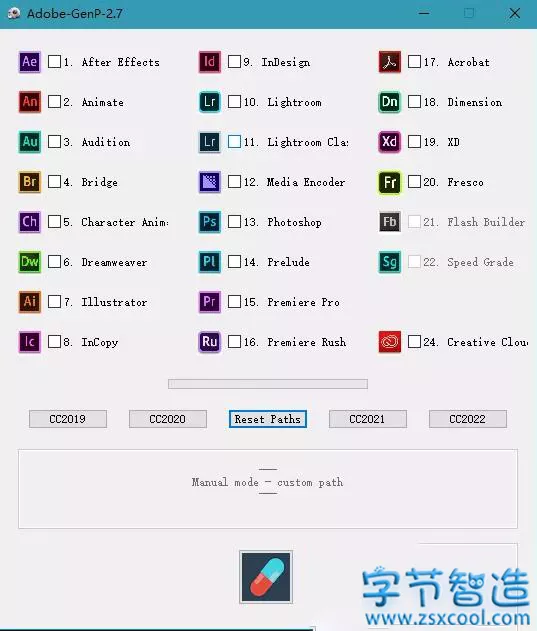 Adobe-GenP-2.7
Ae 1. After Effects
Id 9. InDesign
17. Acrobat
An 2. Animate
Lr 10. Lightroom
Dn 18. Dimension
Au 3. Audition
Lr 11. Lightroom Clas
Xd 19. XD
Br 4. Bridge
12. Media Encoder
Fr 20. Fresco
Ch 5. Character Anim
Ps 13. Photoshop
Fb 21. Flash Builder
Dw 6. Dreamweaver
Pl 14. Prelude
Sg 22. Speed Grade
Ai 7. Illustrator
Pr 15. Premiere Pro
Ic 8. InCopy
Ru 16. Premiere Rush
24. Creative Clou
CC2019 CC2020 Reset Paths CC2021 CC2022
Manual mode - custom path
字节智造
www.zsxcool.com